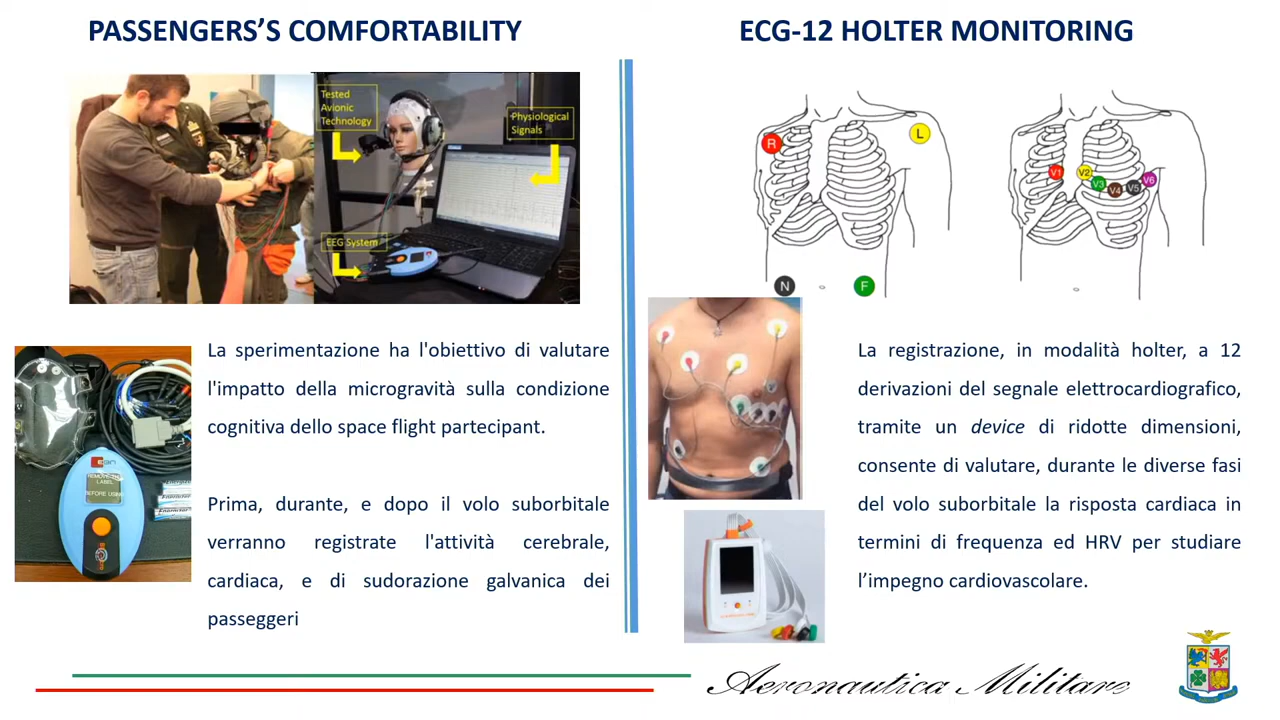 PASSENGERS’S COMFORTABILITY
Tested
Avionic
Technology
Physiological
Signals
EEG System
La sperimentazione ha l'obiettivo di valutare
l'impatto della microgravità sulla condizione
cognitiva dello space flight partecipant.
Prima, durante, e dopo il volo suborbitale
verranno registrate l'attività cerebrale,
cardiaca, e di sudorazione galvanica dei
passeggeri
REMOVE
LABEL
BEFORE USING
ECG-12 HOLTER MONITORING
R
L
N
F
V1
V2
V3
V4
V5
V6
La registrazione, in modalità holter, a 12
derivazioni del segnale elettrocardiografico,
tramite un device di ridotte dimensioni,
consente di valutare, durante le diverse fasi
del volo suborbitale la risposta cardiaca in
termini di frequenza ed HRV per studiare
l’impegno cardiovascolare.
Aeronautica Militare